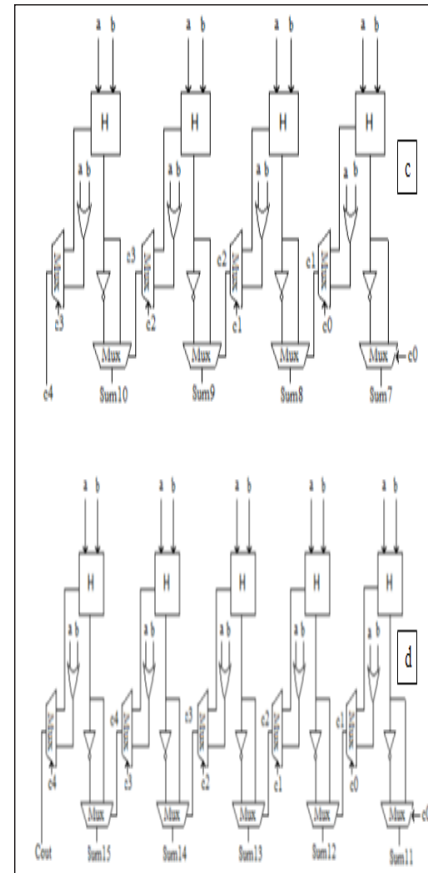 a b a b a b a b
H H H H
c
a b a b a b a b
Mux Mux Mux Mux
c3 c2 c1
c3 c2 c1 c0
Mux Mux Mux Mux c0
c4 Sum10 Sum9 Sum8 Sum7
a b a b a b a b a b
H H H H H
d
a b a b a b a b a b
Mux Mux Mux Mux Mux
c4 c3 c2 c1
c4 c3 c2 c1 c0
Mux Mux Mux Mux Mux
Cout Sum15 Sum14 Sum13 Sum12 Sum11